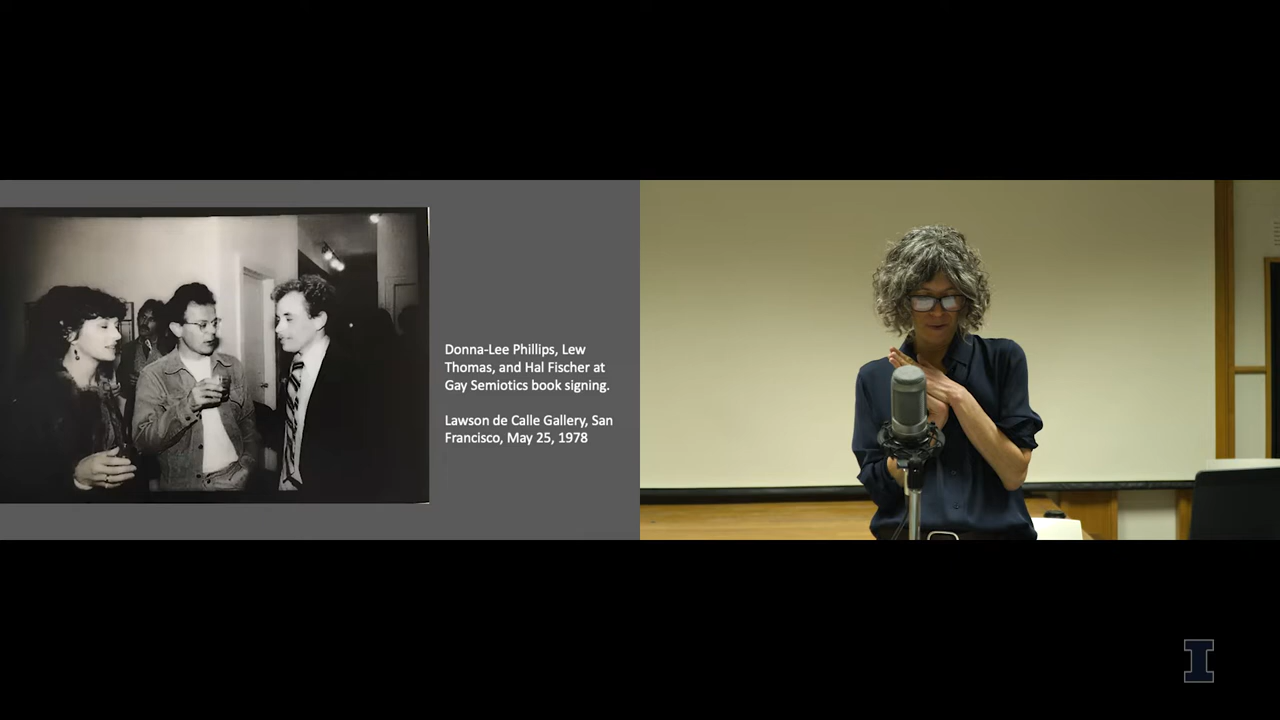 Donna-Lee Phillips, Lew
Thomas, and Hal Fischer at
Gay Semiotics book signing.
Lawson de Calle Gallery, San
Francisco, May 25, 1978
I